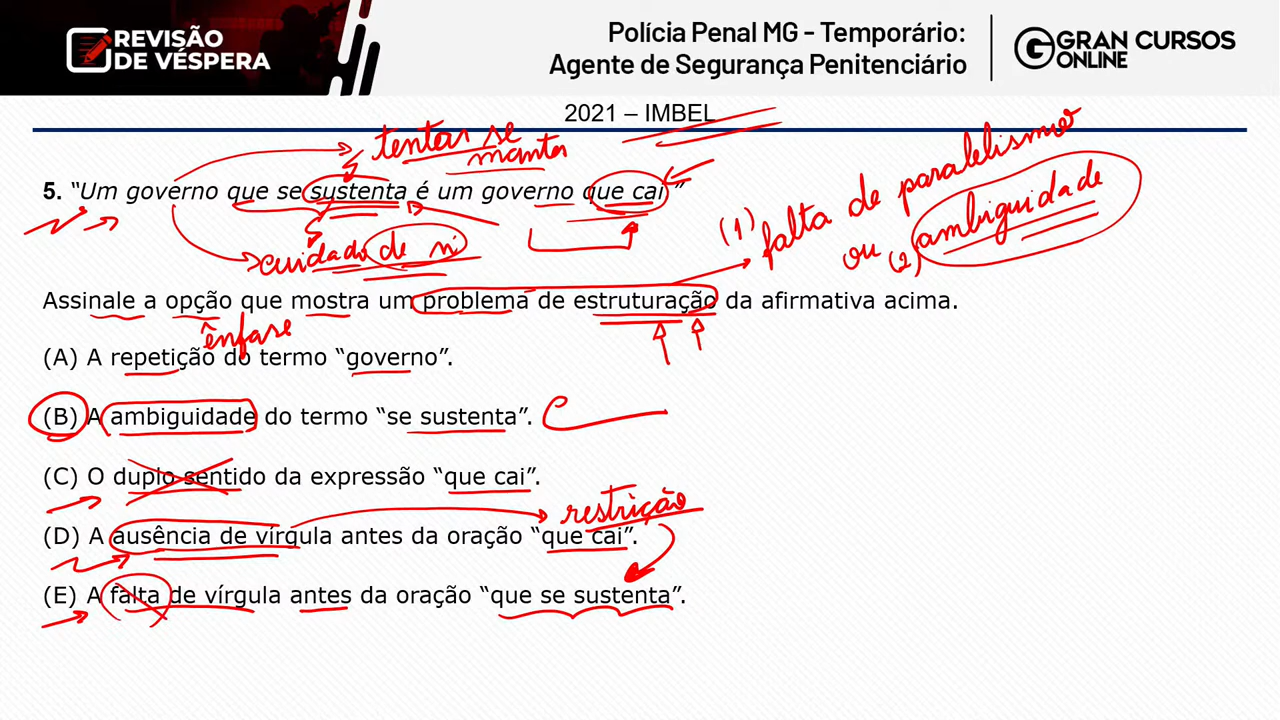 REVISÃO
DE VÉSPERA
Polícia Penal MG - Temporário:
Agente de Segurança Penitenciário
GRAN CURSOS
ONLINE
2021 – IMBEL
tentar se
manter
5. “Um governo que se sustenta é um governo que cai”
cuidado de si
(1) falta de paralelismo
ou (2) ambiguidade
Assinale a opção que mostra um problema de estruturação da afirmativa acima.
ênfase
(A) A repetição do termo “governo”.
(B) A ambiguidade do termo “se sustenta”.
(C) O duplo sentido da expressão “que cai”.
restrição
(D) A ausência de vírgula antes da oração “que cai”.
(E) A falta de vírgula antes da oração “que se sustenta”.